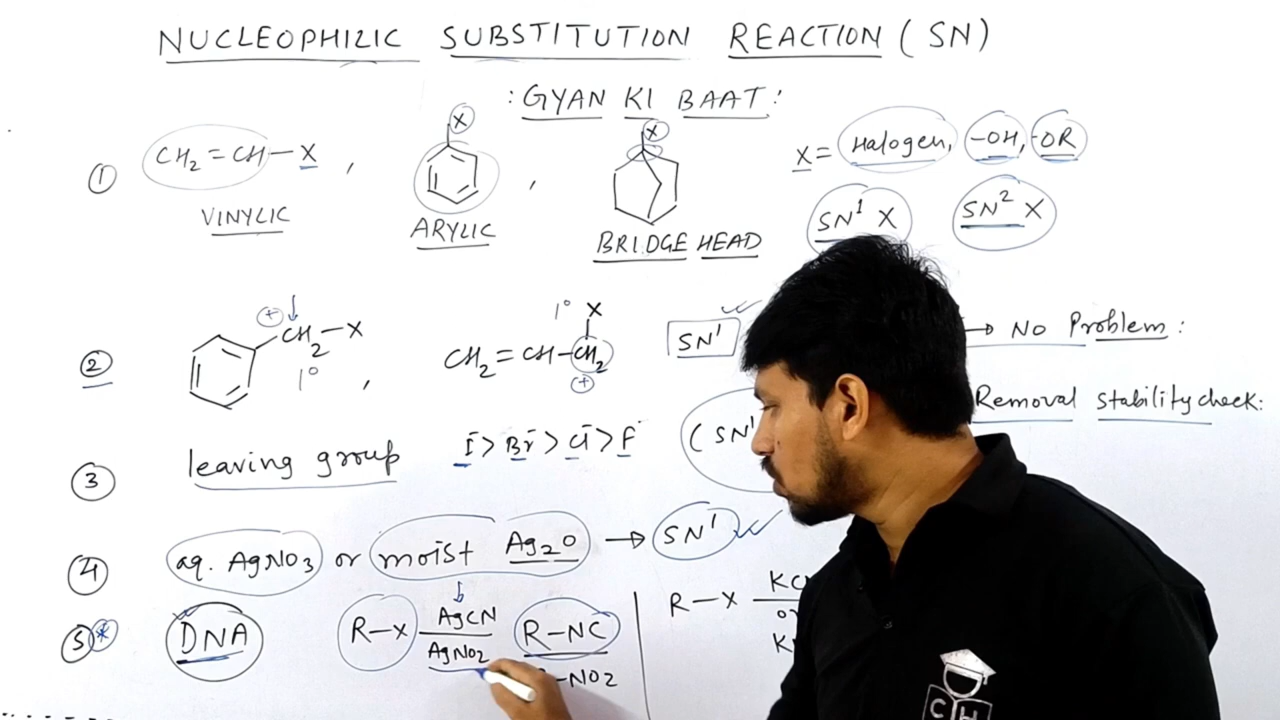 NUCLEOPHILIC SUBSTITUTION REACTION (SN)
: GYAN KI BAAT :
① CH2=CH-X , X , X X = Halogen, -OH, -OR
VINYLIC ARYLIC BRIDGE HEAD SN1 X SN2 X
② + CH2-X 1° , CH2=CH-CH2 X 1° + SN1 → No Problem :
Removal stability check:
③ leaving group I- > Br- > Cl- > F- (SN1
④ aq. AgNO3 or moist Ag2O → SN1
⑤* DNA R-X AgCN R-NC R-X
AgNO2 -NO2